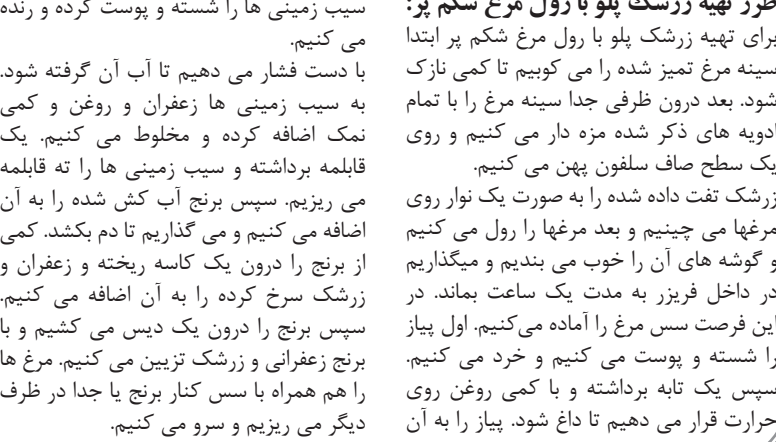 طرز تهیه زرشک پلو با رول مرغ شکم پر:
برای تهیه زرشک پلو با رول مرغ شکم پر ابتدا
سینه مرغ تمیز شده را می کوبیم تا کمی نازک
شود. بعد درون ظرفی جدا سینه مرغ را با تمام
ادویه های ذکر شده مزه دار می کنیم و روی
یک سطح صاف سلفون پهن می کنیم.
زرشک تفت داده شده را به صورت یک نوار روی
مرغها می چینیم و بعد مرغها را رول می کنیم
و گوشه های آن را خوب می بندیم و میگذاریم
در داخل فریزر به مدت یک ساعت بماند. در
این فرصت سس مرغ را آماده می‌کنیم. اول پیاز
را شسته و پوست می کنیم و خرد می کنیم.
سپس یک تابه برداشته و با کمی روغن روی
حرارت قرار می دهیم تا داغ شود. پیاز را به آن
سیب زمینی ها را شسته و پوست کرده و رنده
می کنیم.
با دست فشار می دهیم تا آب آن گرفته شود.
به سیب زمینی ها زعفران و روغن و کمی
نمک اضافه کرده و مخلوط می کنیم. یک
قابلمه برداشته و سیب زمینی ها را ته قابلمه
می ریزیم. سپس برنج آب کش شده را به آن
اضافه می کنیم و می گذاریم تا دم بکشد. کمی
از برنج را درون یک کاسه ریخته و زعفران و
زرشک سرخ کرده را به آن اضافه می کنیم.
سپس برنج را درون یک دیس می کشیم و با
برنج زعفرانی و زرشک تزیین می کنیم. مرغ ها
را هم همراه با سس کنار برنج یا جدا در ظرف
دیگر می ریزیم و سرو می کنیم.